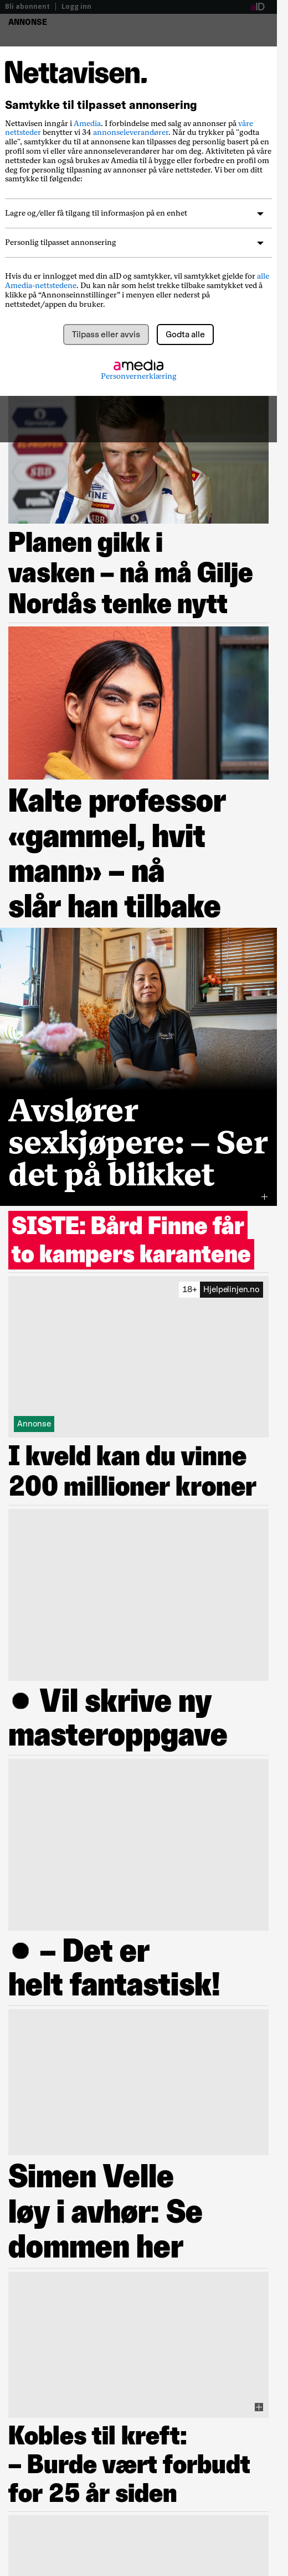 Bli abonnent | Logg inn
aID
ANNONSE
Nettavisen.
Samtykke til tilpasset annonsering
Nettavisen inngår i Amedia. I forbindelse med salg av annonser på våre
nettsteder benytter vi 34 annonseleverandører. Når du trykker på "godta
alle", samtykker du til at annonsene kan tilpasses deg personlig basert på en
profil som vi eller våre annonseleverandører har om deg. Aktiviteten på våre
nettsteder kan også brukes av Amedia til å bygge eller forbedre en profil om
deg for personlig tilpasning av annonser på våre nettsteder. Vi ber om ditt
samtykke til følgende:
Lagre og/eller få tilgang til informasjon på en enhet
Personlig tilpasset annonsering
Hvis du er innlogget med din aID og samtykker, vil samtykket gjelde for alle
Amedia-nettstedene. Du kan når som helst trekke tilbake samtykket ved å
klikke på “Annonseinnstillinger” i menyen eller nederst på
nettstedet/appen du bruker.
Tilpass eller avvis
Godta alle
amedia
Personvernerklæring
Planen gikk i
vasken – nå må Gilje
Nordås tenke nytt
Kalte professor
«gammel, hvit
mann» – nå
slår han tilbake
Avslører
sexkjøpere: – Ser
det på blikket
SISTE: Bård Finne får
to kampers karantene
18+ Hjelpelinjen.no
Annonse
I kveld kan du vinne
200 millioner kroner
● Vil skrive ny
masteroppgave
● – Det er
helt fantastisk!
Simen Velle
løy i avhør: Se
dommen her
Kobles til kreft:
– Burde vært forbudt
for 25 år siden